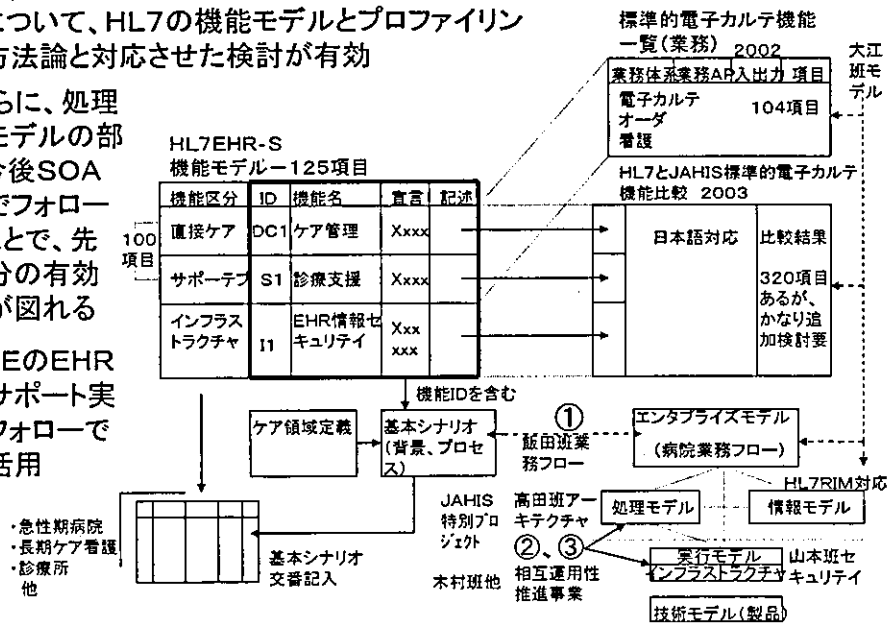 について、HL7の機能モデルとプロファイリン
方法論と対応させた検討が有効
らに、処理
モデルの部
今後SOA
でフォロー
とで、先
分の有効
が図れる
EのEHR
サポート実
フォローで
活用
標準的電子カルテ機能
一覧(業務) 2002
業務体系 業務AP 入出力 項目
電子カルテ
オーダ
看護
104項目
大江
班モ
デル
HL7EHR-S
機能モデルー125項目
機能区分 ID 機能名 宣言 記述
直接ケア DC1 ケア管理 Xxxx
サポーテブ S1 診療支援 Xxxx
インフラス
トラクチャ
I1
EHR情報セ
キュリテイ
Xxx
xxx
100
項目
HL7とJAHIS標準的電子カルテ
機能比較 2003
日本語対応 比較結果
320項目
あるが、
かなり追
加検討要
機能IDを含む
ケア領域定義
基本シナリオ
(背景、プロセ
ス)
①
飯田班業
務フロー
エンタプライズモデル
(病院業務フロー)
HL7RIM対応
JAHIS
特別プロ
ジェクト
高田班アー
キテクチャ
処理モデル
情報モデル
②、③
木村班他
相互運用性
推進事業
実行モデル
インフラストラクチャ
山本班セ
キュリテイ
技術モデル(製品)
・急性期病院
・長期ケア看護
・診療所
他
基本シナリオ
交番記入